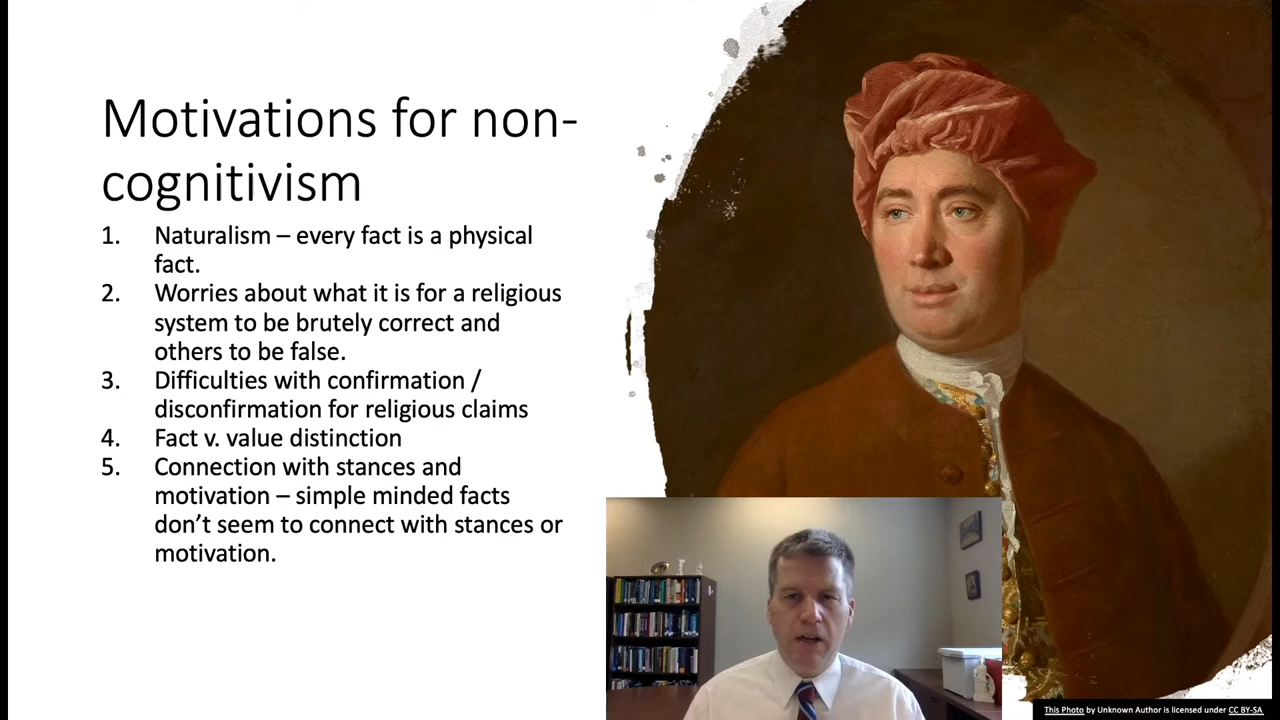 Motivations for non-
cognitivism
1. Naturalism – every fact is a physical
fact.
2. Worries about what it is for a religious
system to be brutely correct and
others to be false.
3. Difficulties with confirmation /
disconfirmation for religious claims
4. Fact v. value distinction
5. Connection with stances and
motivation – simple minded facts
don’t seem to connect with stances or
motivation.
This Photo by Unknown Author is licensed under CC BY-SA